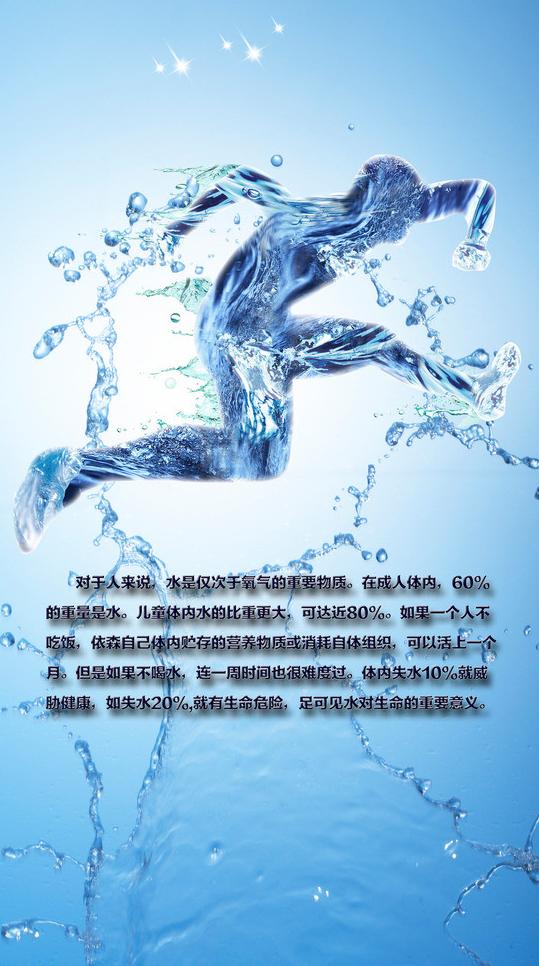 对于人来说，水是仅次于氧气的重要物质。在成人体内，60%
的重量是水。儿童体内水的比重更大，可达近80%。如果一个人不
吃饭，依森自己体内贮存的营养物质或消耗自体组织，可以活上一个
月。但是如果不喝水，连一周时间也很难度过。体内失水10%就威
胁健康，如失水20%,就有生命危险，足可见水对生命的重要意义。